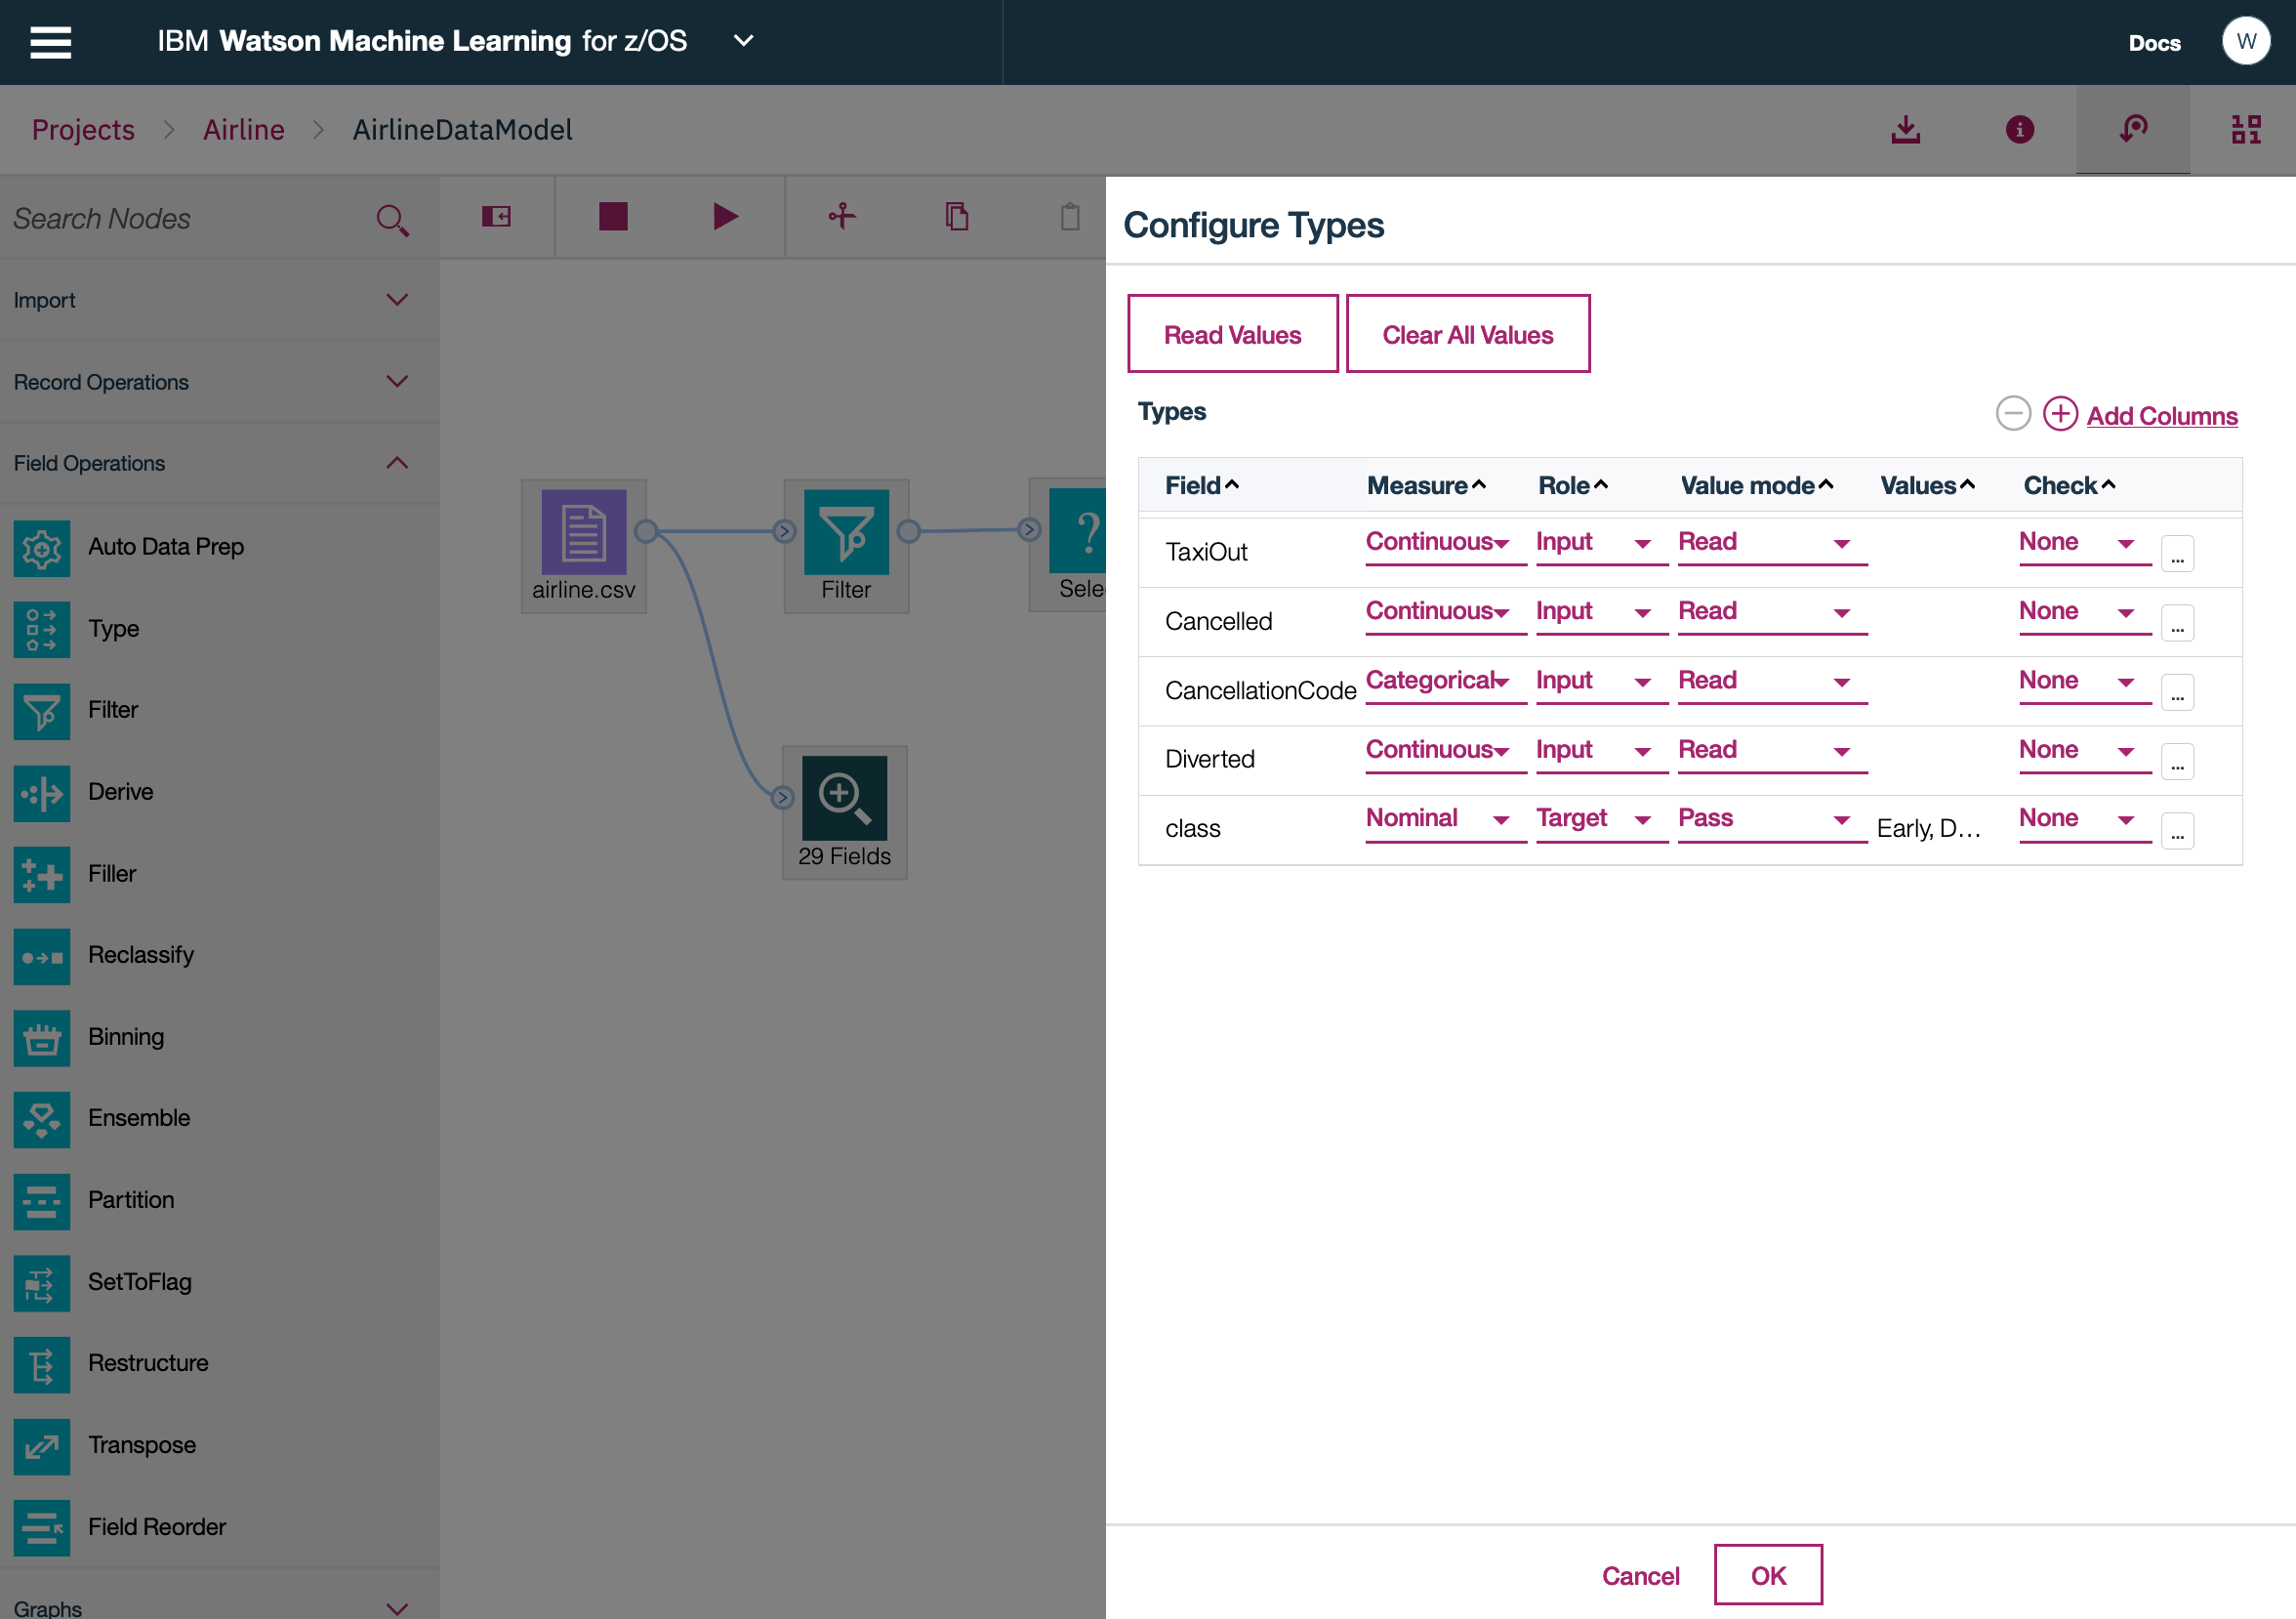 IBM Watson Machine Learning for z/OS
Docs
W
Projects > Airline > AirlineDataModel
Search Nodes
Import
Record Operations
Field Operations
Auto Data Prep
Type
Filter
Derive
Filler
Reclassify
Binning
Ensemble
Partition
SetToFlag
Restructure
Transpose
Field Reorder
Graphs
airline.csv
Filter
Sele
29 Fields
Configure Types
Read Values Clear All Values
Types
Add Columns
Field Measure Role Value mode Values Check
TaxiOut Continuous Input Read None ...
Cancelled Continuous Input Read None ...
CancellationCode Categorical Input Read None ...
Diverted Continuous Input Read None ...
class Nominal Target Pass Early, D... None ...
Cancel OK